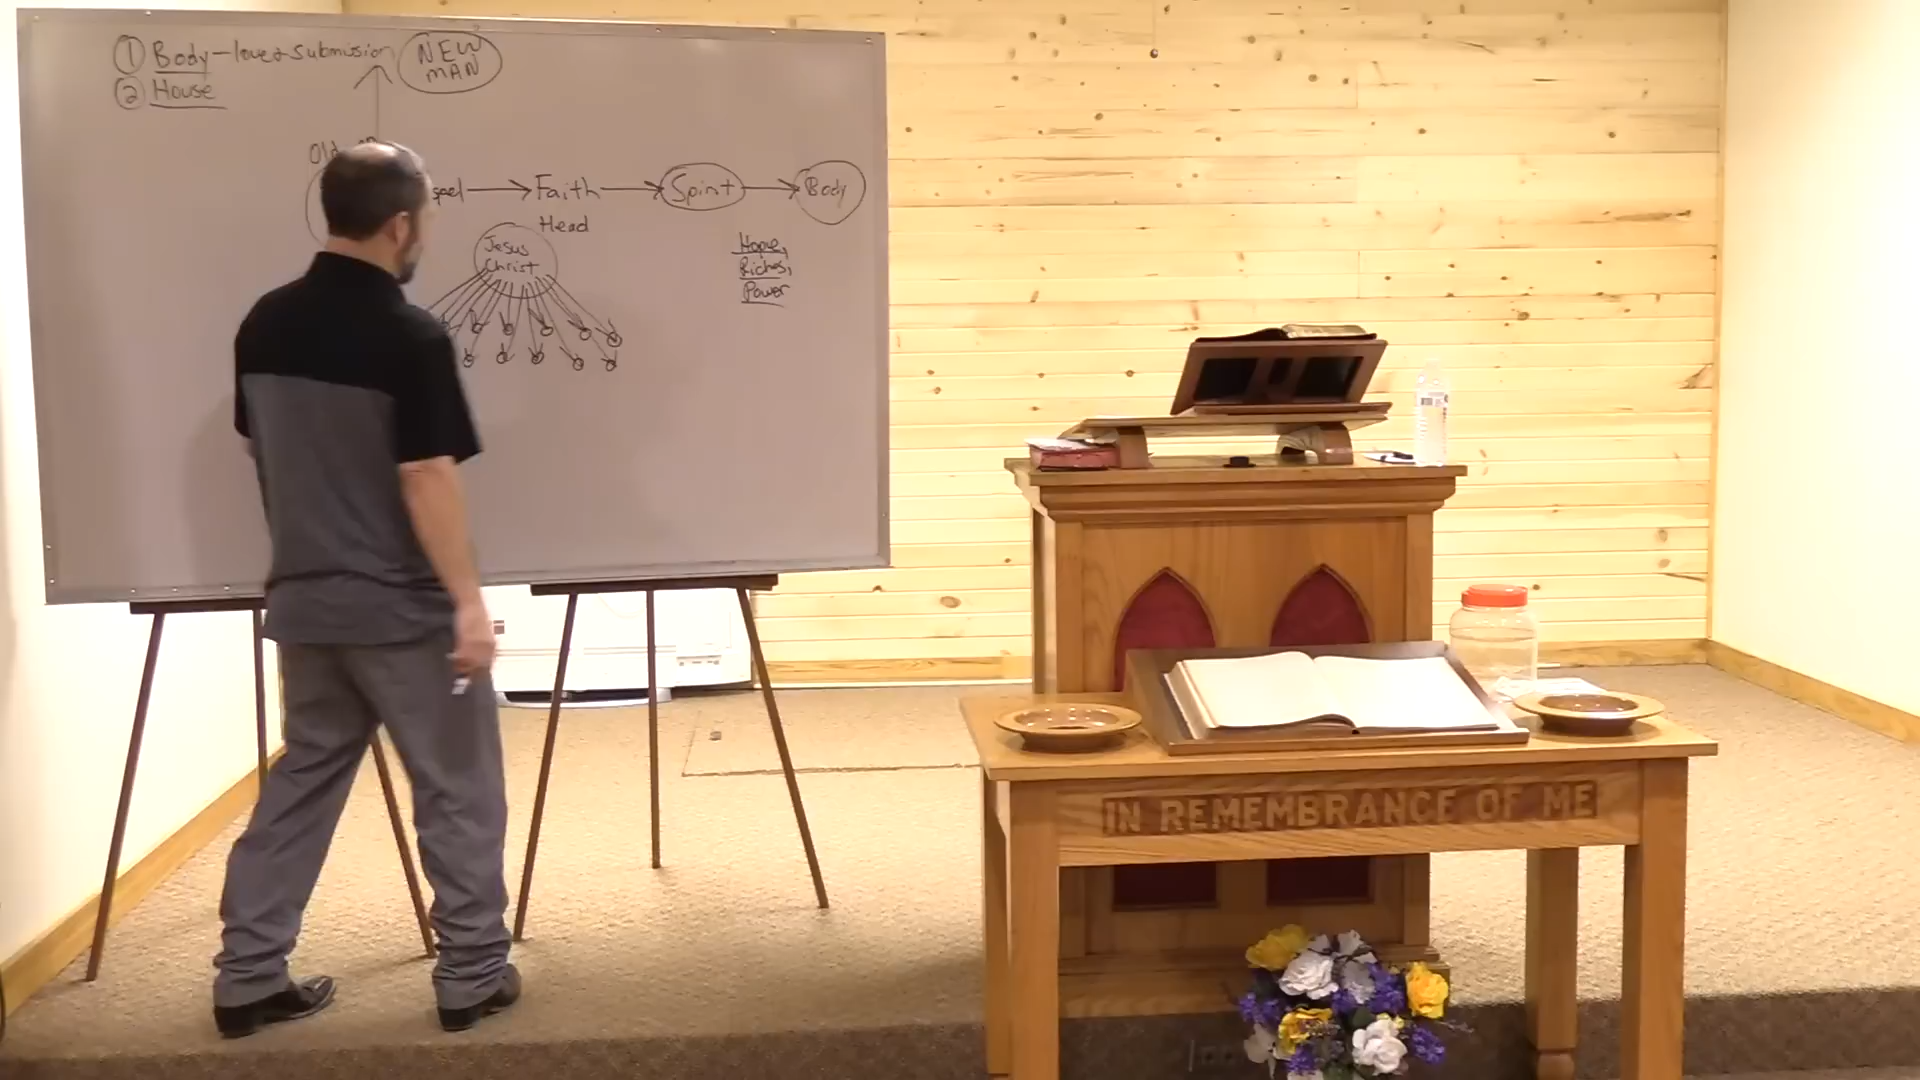 ① Body - love & Submission
NEW
MAN
② House
Old
spel → Faith → Spirit → Body
Head
Jesus
Christ
Hope,
Riches,
Power
IN REMEMBRANCE OF ME